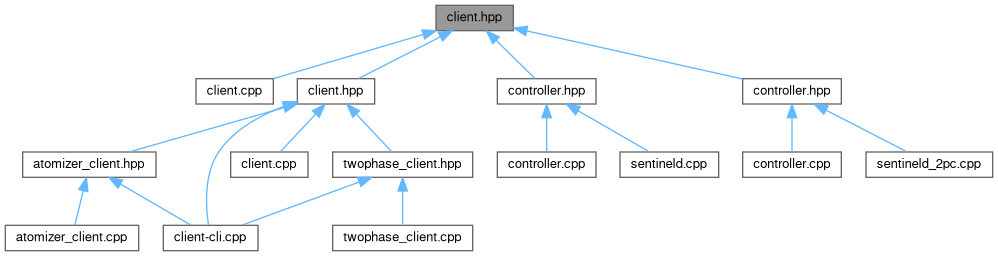 client.hpp
client.cpp
client.hpp
controller.hpp
controller.hpp
atomizer_client.hpp
client.cpp
twophase_client.hpp
controller.cpp
sentineld.cpp
controller.cpp
sentineld_2pc.cpp
atomizer_client.cpp
client-cli.cpp
twophase_client.cpp